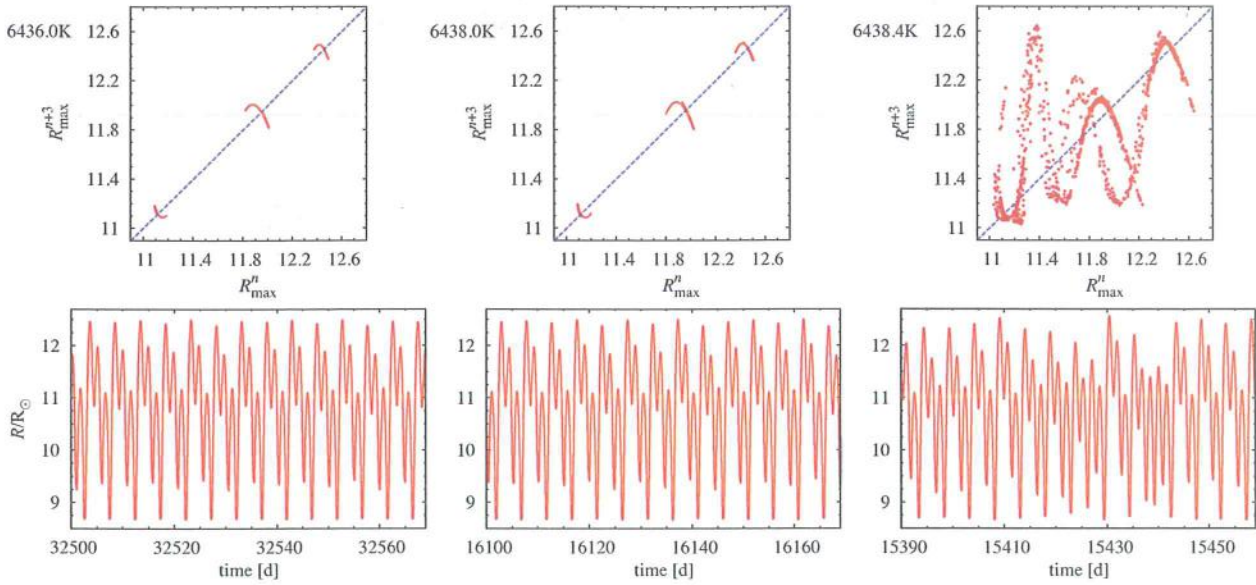 6436.0K
12.6
12.2
11.8
11.4
11
R^{n+3}_{max}
11 11.4 11.8 12.2 12.6
R^n_{max}
6438.0K
12.6
12.2
11.8
11.4
11
11 11.4 11.8 12.2 12.6
R^n_{max}
6438.4K
12.6
12.2
11.8
11.4
11
R^{n+3}_{max}
11 11.4 11.8 12.2 12.6
R^n_{max}
12
11
10
9
R/R_⊙
32500 32520 32540 32560
time [d]
12
11
10
9
16100 16120 16140 16160
time [d]
12
11
10
9
15390 15410 15430 15450
time [d]